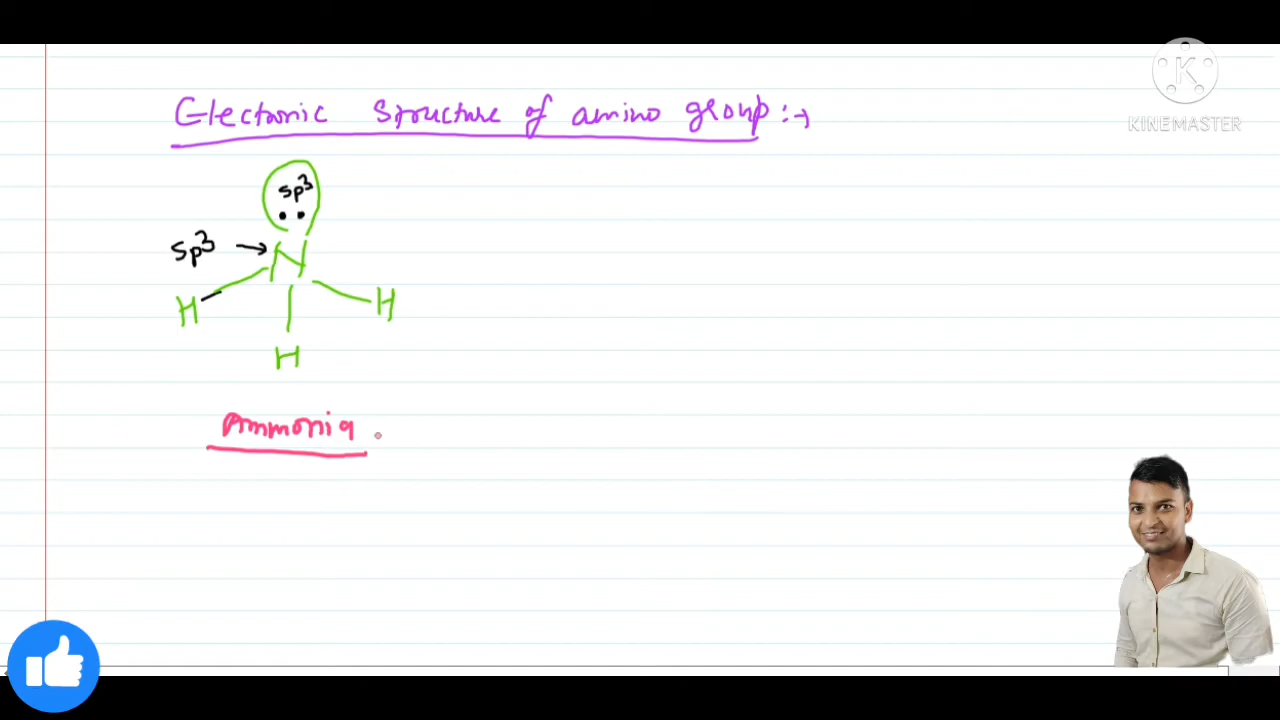 Electronic Structure of amino group :→
K
KINEMASTER
Sp3
Sp3 → N
H H
H
Ammonia